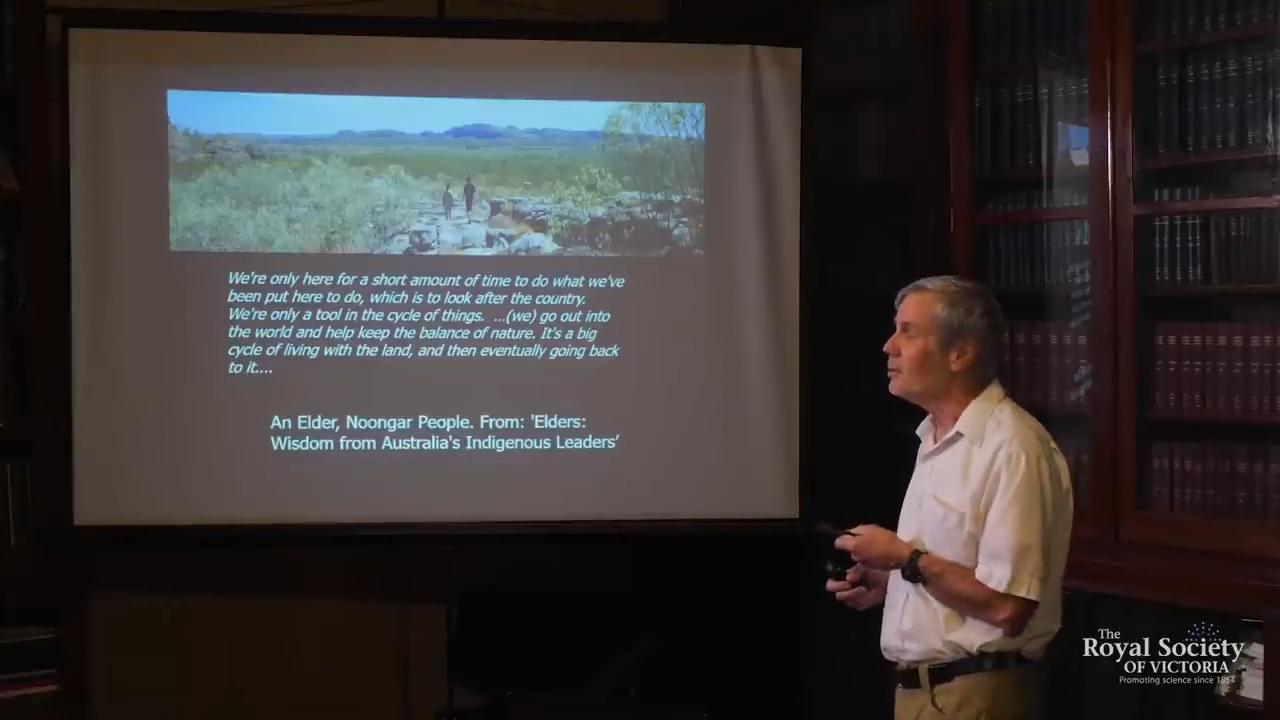 We're only here for a short amount of time to do what we've
been put here to do, which is to look after the country.
We're only a tool in the cycle of things.  ...(we) go out into
the world and help keep the balance of nature. It's a big
cycle of living with the land, and then eventually going back
to it....
An Elder, Noongar People. From: 'Elders:
Wisdom from Australia's Indigenous Leaders'
The
Royal Society
OF VICTORIA
Promoting science since 1854